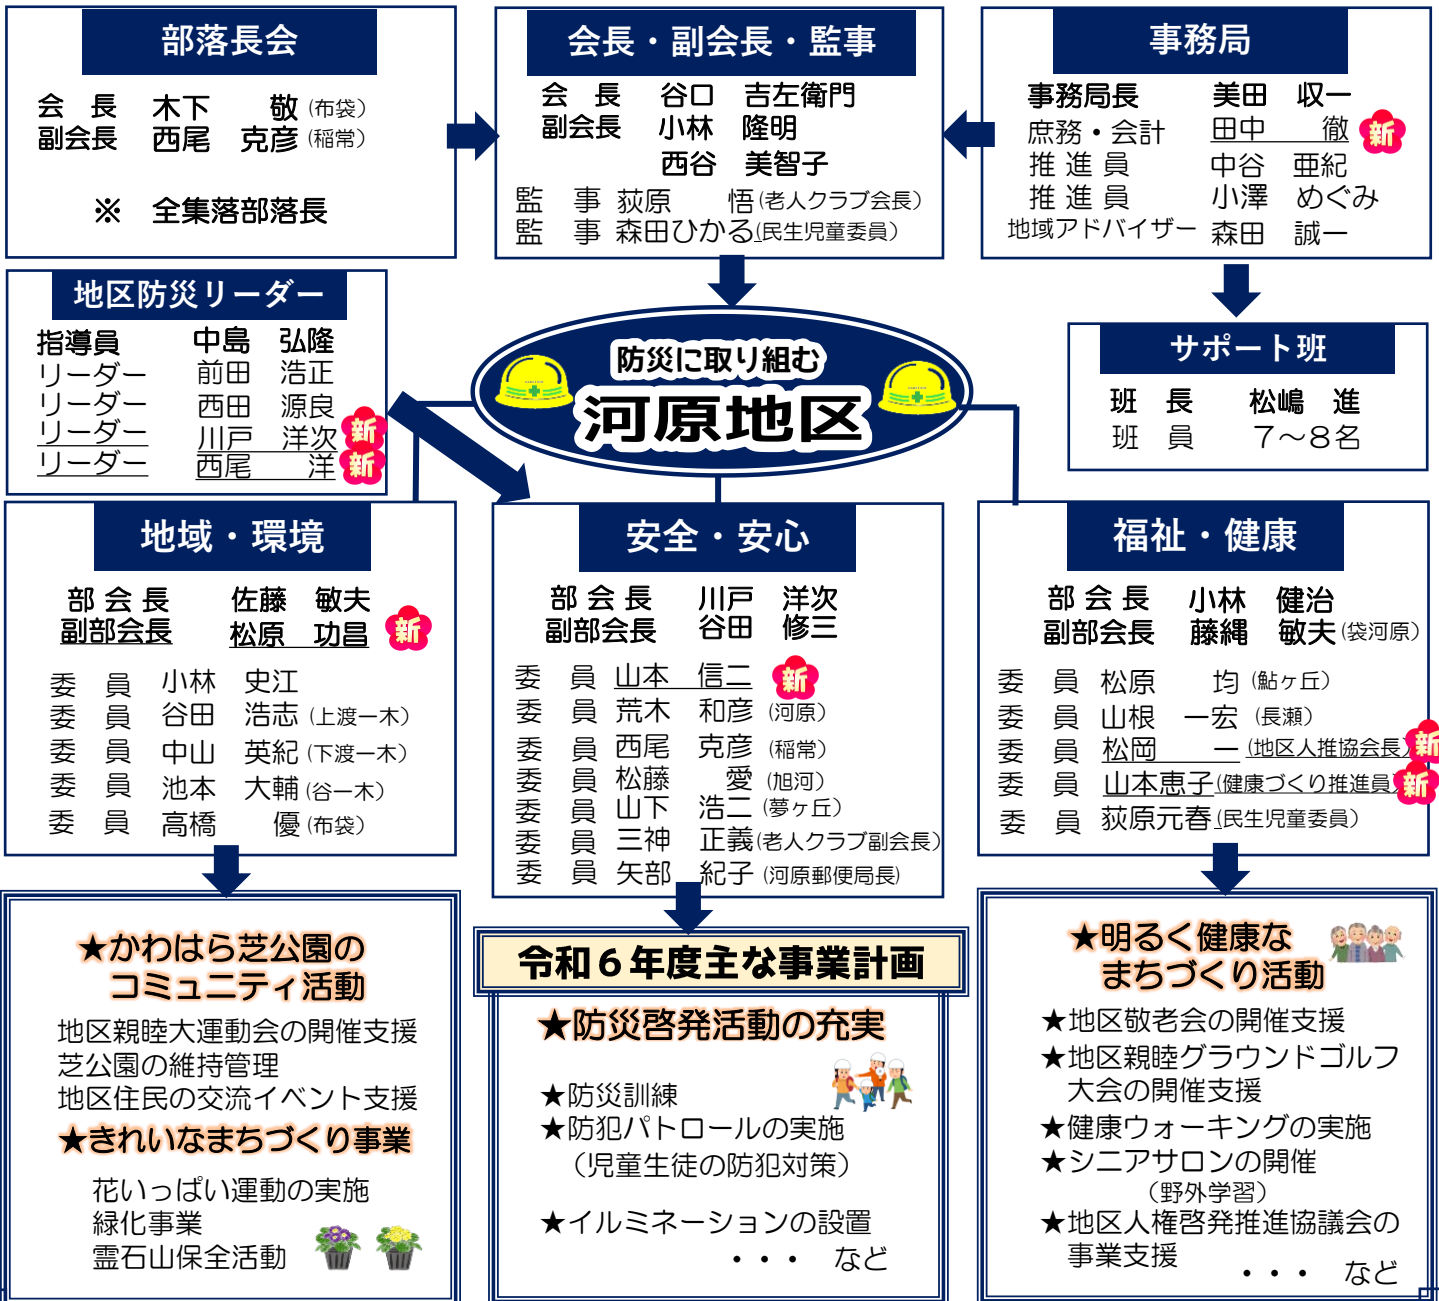 部落長会
会　長　木下　　敬（布袋）
副会長　西尾　克彦（稲常）
※　全集落部落長
会長・副会長・監事
会　長　谷口　吉左衛門
副会長　小林　隆明
西谷　美智子
監　事　荻原　　悟（老人クラブ会長）
監　事　森田ひかる（民生児童委員）
事務局
事務局長　美田　収一
庶務・会計　田中　　徹　新
推進員　中谷　亜紀
推進員　小澤　めぐみ
地域アドバイザー　森田　誠一
地区防災リーダー
指導員　中島　弘隆
リーダー　前田　浩正
リーダー　西田　源良
リーダー　川戸　洋次　新
リーダー　西尾　　洋　新
防災に取り組む
河原地区
サポート班
班　長　松嶋　進
班　員　７～８名
地域・環境
部会長　佐藤　敏夫
副部会長　松原　功昌　新
委　員　小林　史江
委　員　谷田　浩志（上渡一木）
委　員　中山　英紀（下渡一木）
委　員　池本　大輔（谷一木）
委　員　高橋　　優（布袋）
安全・安心
部会長　川戸　洋次
副部会長　谷田　修三
委　員　山本　信二　新
委　員　荒木　和彦（河原）
委　員　西尾　克彦（稲常）
委　員　松藤　　愛（旭河）
委　員　山下　浩二（夢ヶ丘）
委　員　三神　正義（老人クラブ副会長）
委　員　矢部　紀子（河原郵便局長）
福祉・健康
部会長　小林　健治
副部会長　藤縄　敏夫（袋河原）
委　員　松原　　均（鮎ヶ丘）
委　員　山根　一宏（長瀬）
委　員　松岡　　一（地区人推協会長）新
委　員　山本恵子（健康づくり推進員）新
委　員　荻原元春（民生児童委員）
★かわはら芝公園の
コミュニティ活動
地区親睦大運動会の開催支援
芝公園の維持管理
地区住民の交流イベント支援
★きれいなまちづくり事業
花いっぱい運動の実施
緑化事業
霊石山保全活動
令和６年度主な事業計画
★防災啓発活動の充実
★防災訓練
★防犯パトロールの実施
（児童生徒の防犯対策）
★イルミネーションの設置
・・・　など
★明るく健康な
まちづくり活動
★地区敬老会の開催支援
★地区親睦グラウンドゴルフ
大会の開催支援
★健康ウォーキングの実施
★シニアサロンの開催
（野外学習）
★地区人権啓発推進協議会の
事業支援
・・・　など